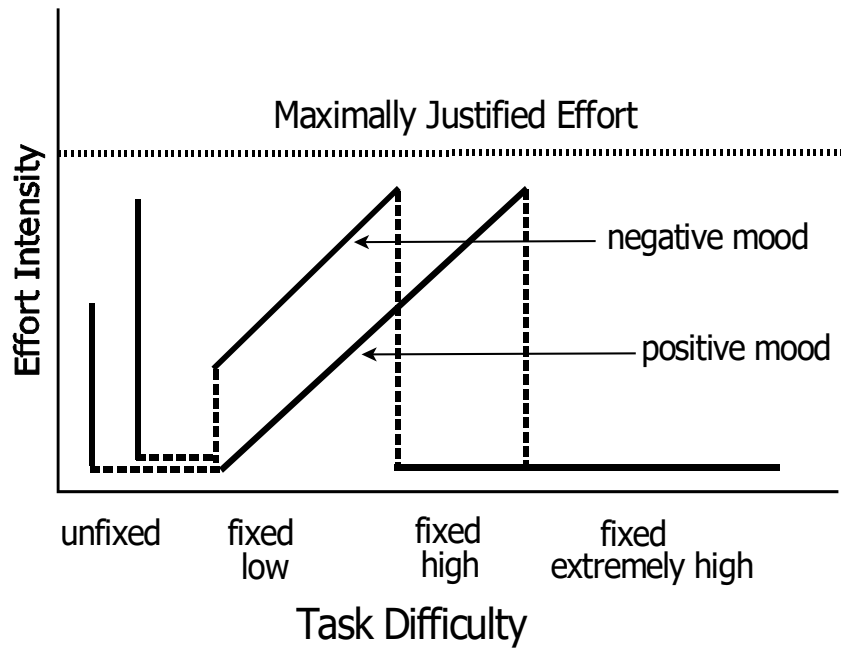 Maximally Justified Effort
Effort Intensity
negative mood
positive mood
unfixed
fixed
low
fixed
high
fixed
extremely high
Task Difficulty